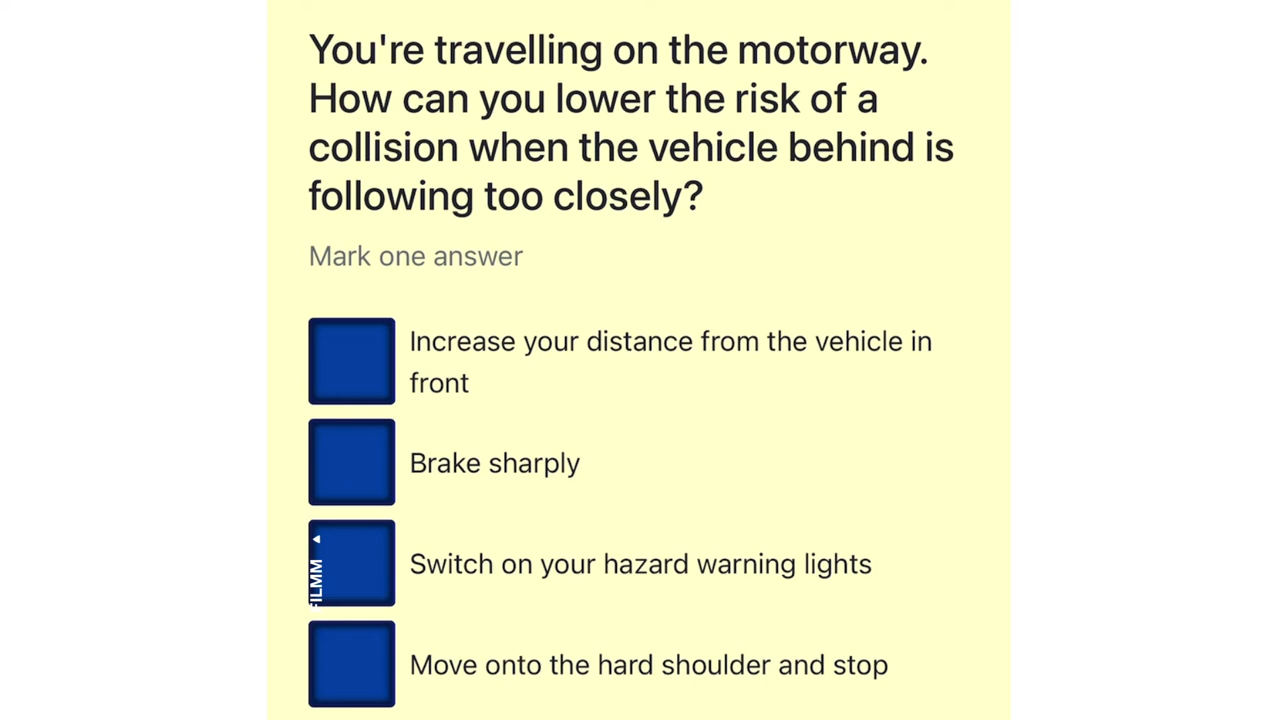 You're travelling on the motorway.
How can you lower the risk of a
collision when the vehicle behind is
following too closely?
Mark one answer
Increase your distance from the vehicle in
front
Brake sharply
FILMM
Switch on your hazard warning lights
Move onto the hard shoulder and stop